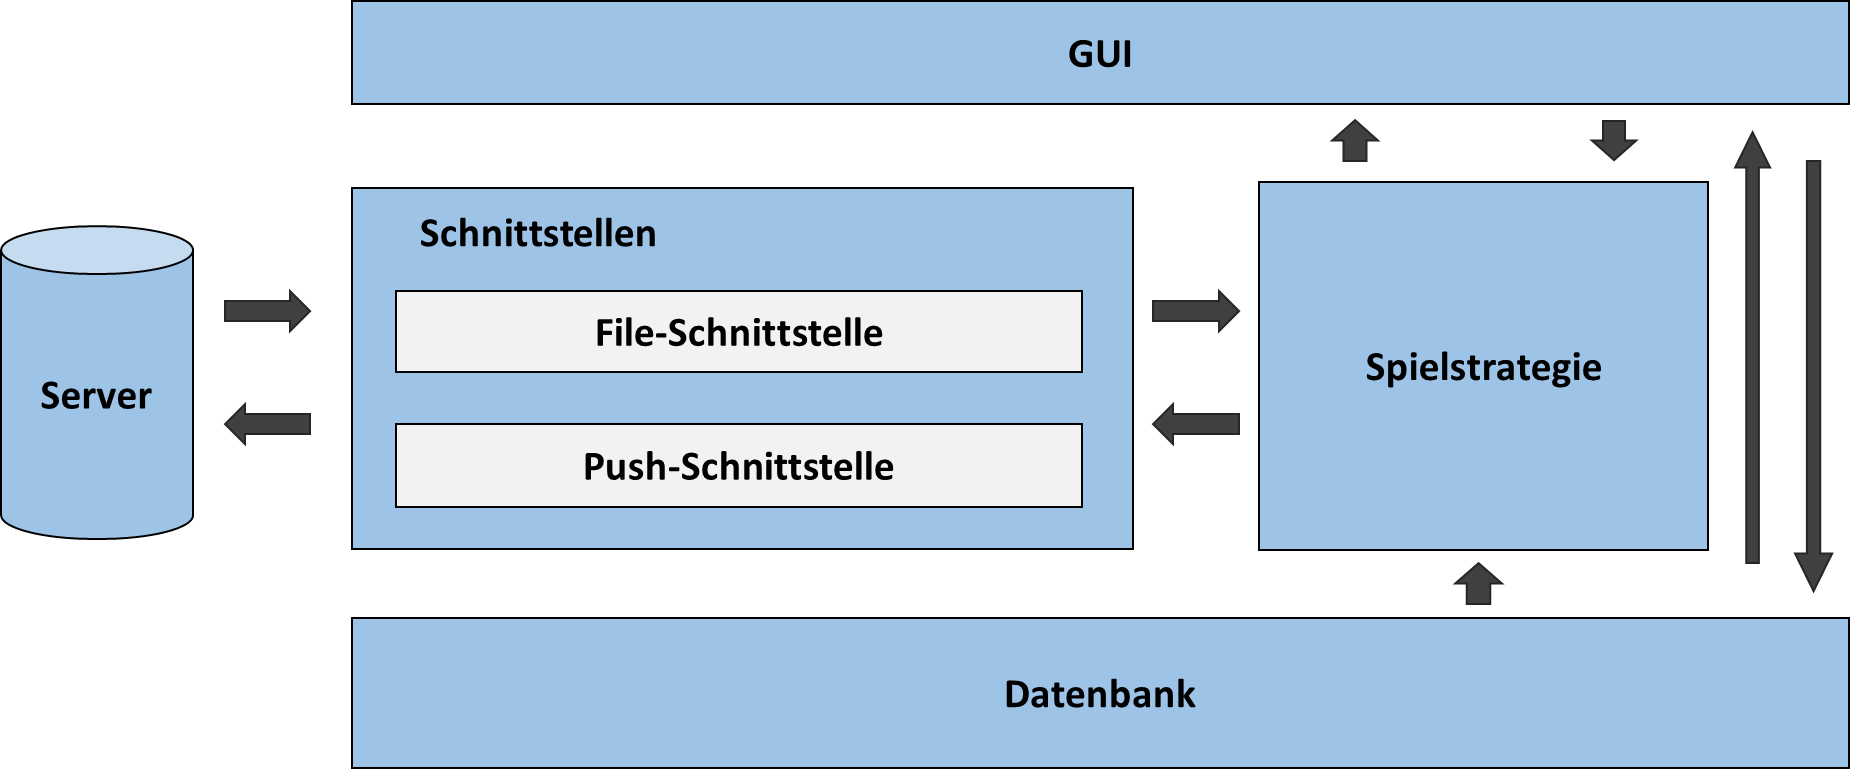 GUI
Schnittstellen
File-Schnittstelle
Push-Schnittstelle
Server
Spielstrategie
Datenbank